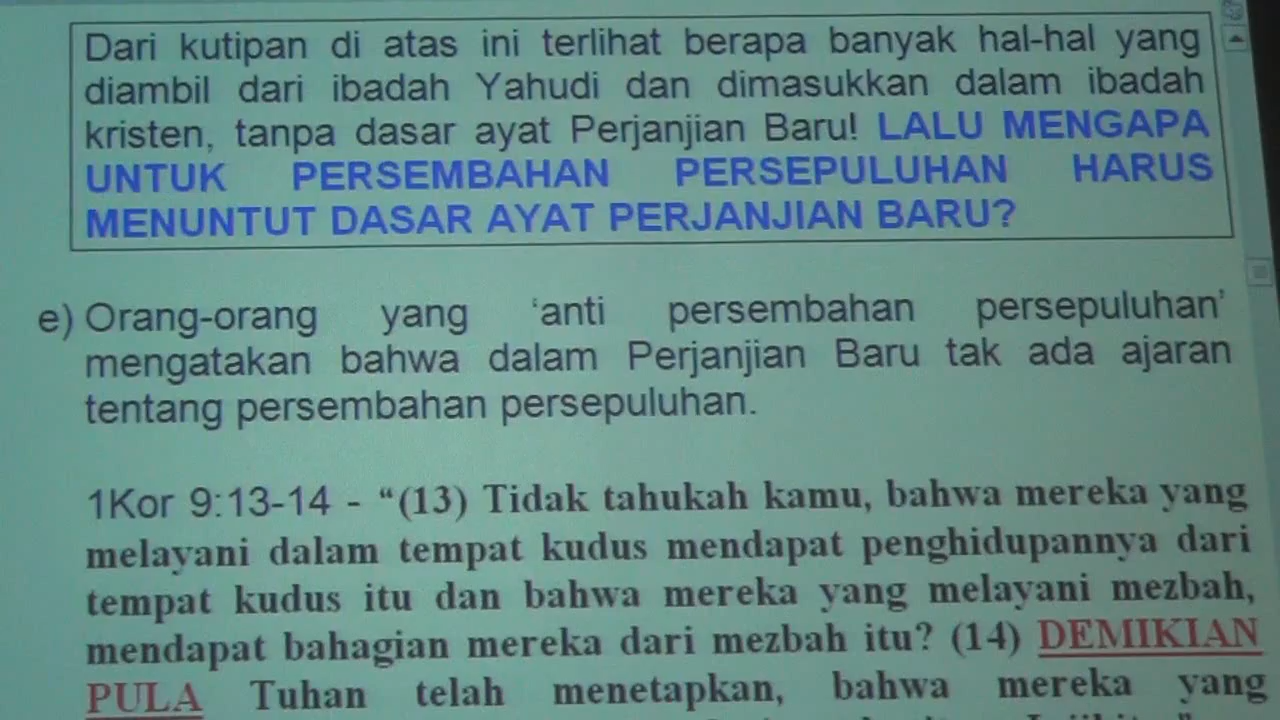 Dari kutipan di atas ini terlihat berapa banyak hal-hal yang
diambil dari ibadah Yahudi dan dimasukkan dalam ibadah
kristen, tanpa dasar ayat Perjanjian Baru! LALU MENGAPA
UNTUK PERSEMBAHAN PERSEPULUHAN HARUS
MENUNTUT DASAR AYAT PERJANJIAN BARU?
e) Orang-orang yang ‘anti persembahan persepuluhan’
mengatakan bahwa dalam Perjanjian Baru tak ada ajaran
tentang persembahan persepuluhan.
1Kor 9:13-14 - “(13) Tidak tahukah kamu, bahwa mereka yang
melayani dalam tempat kudus mendapat penghidupannya dari
tempat kudus itu dan bahwa mereka yang melayani mezbah,
mendapat bahagian mereka dari mezbah itu? (14) DEMIKIAN
PULA Tuhan telah menetapkan, bahwa mereka yang